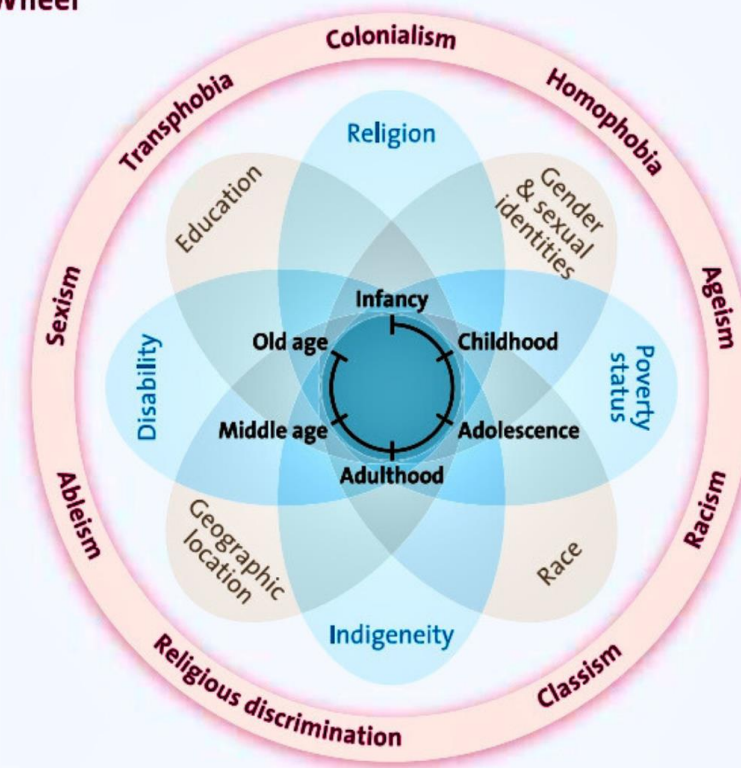 Wheel
Colonialism
Transphobia
Homophobia
Religion
Education
Gender
& sexual
identities
Sexism
Ageism
Infancy
Old age
Childhood
Disability
Poverty
status
Middle age
Adolescence
Adulthood
Ableism
Racism
Geographic
location
Race
Indigeneity
Religious discrimination
Classism